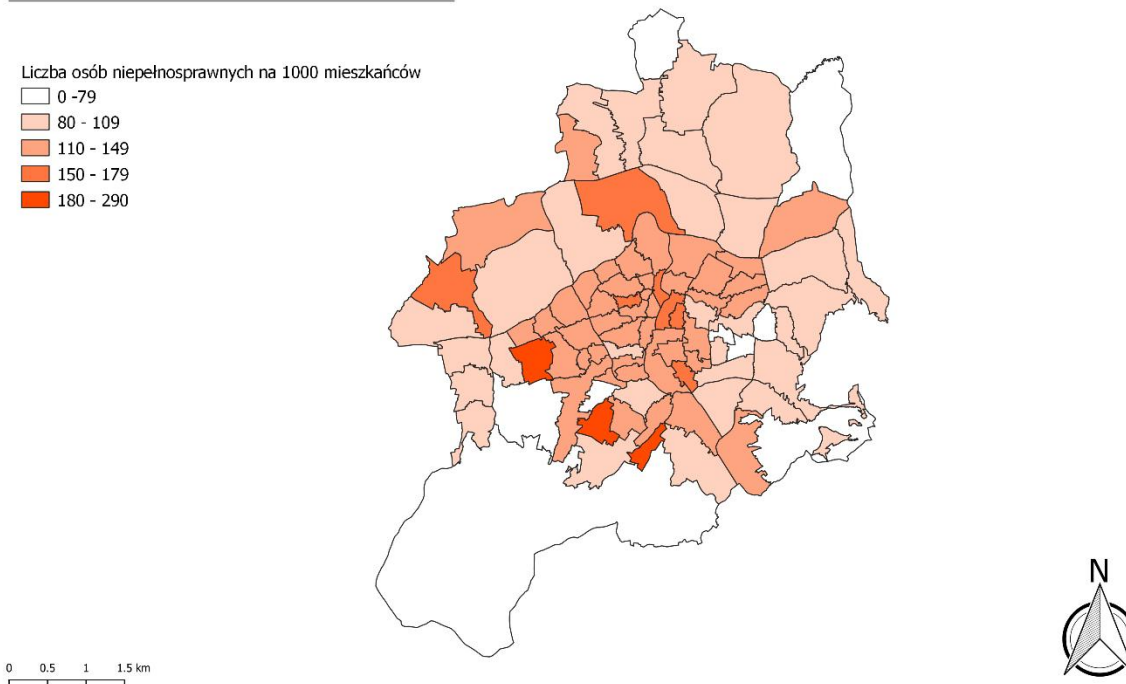 Liczba osób niepełnosprawnych na 1000 mieszkańców
0 -79
80 - 109
110 - 149
150 - 179
180 - 290
N
0 0.5 1 1.5 km